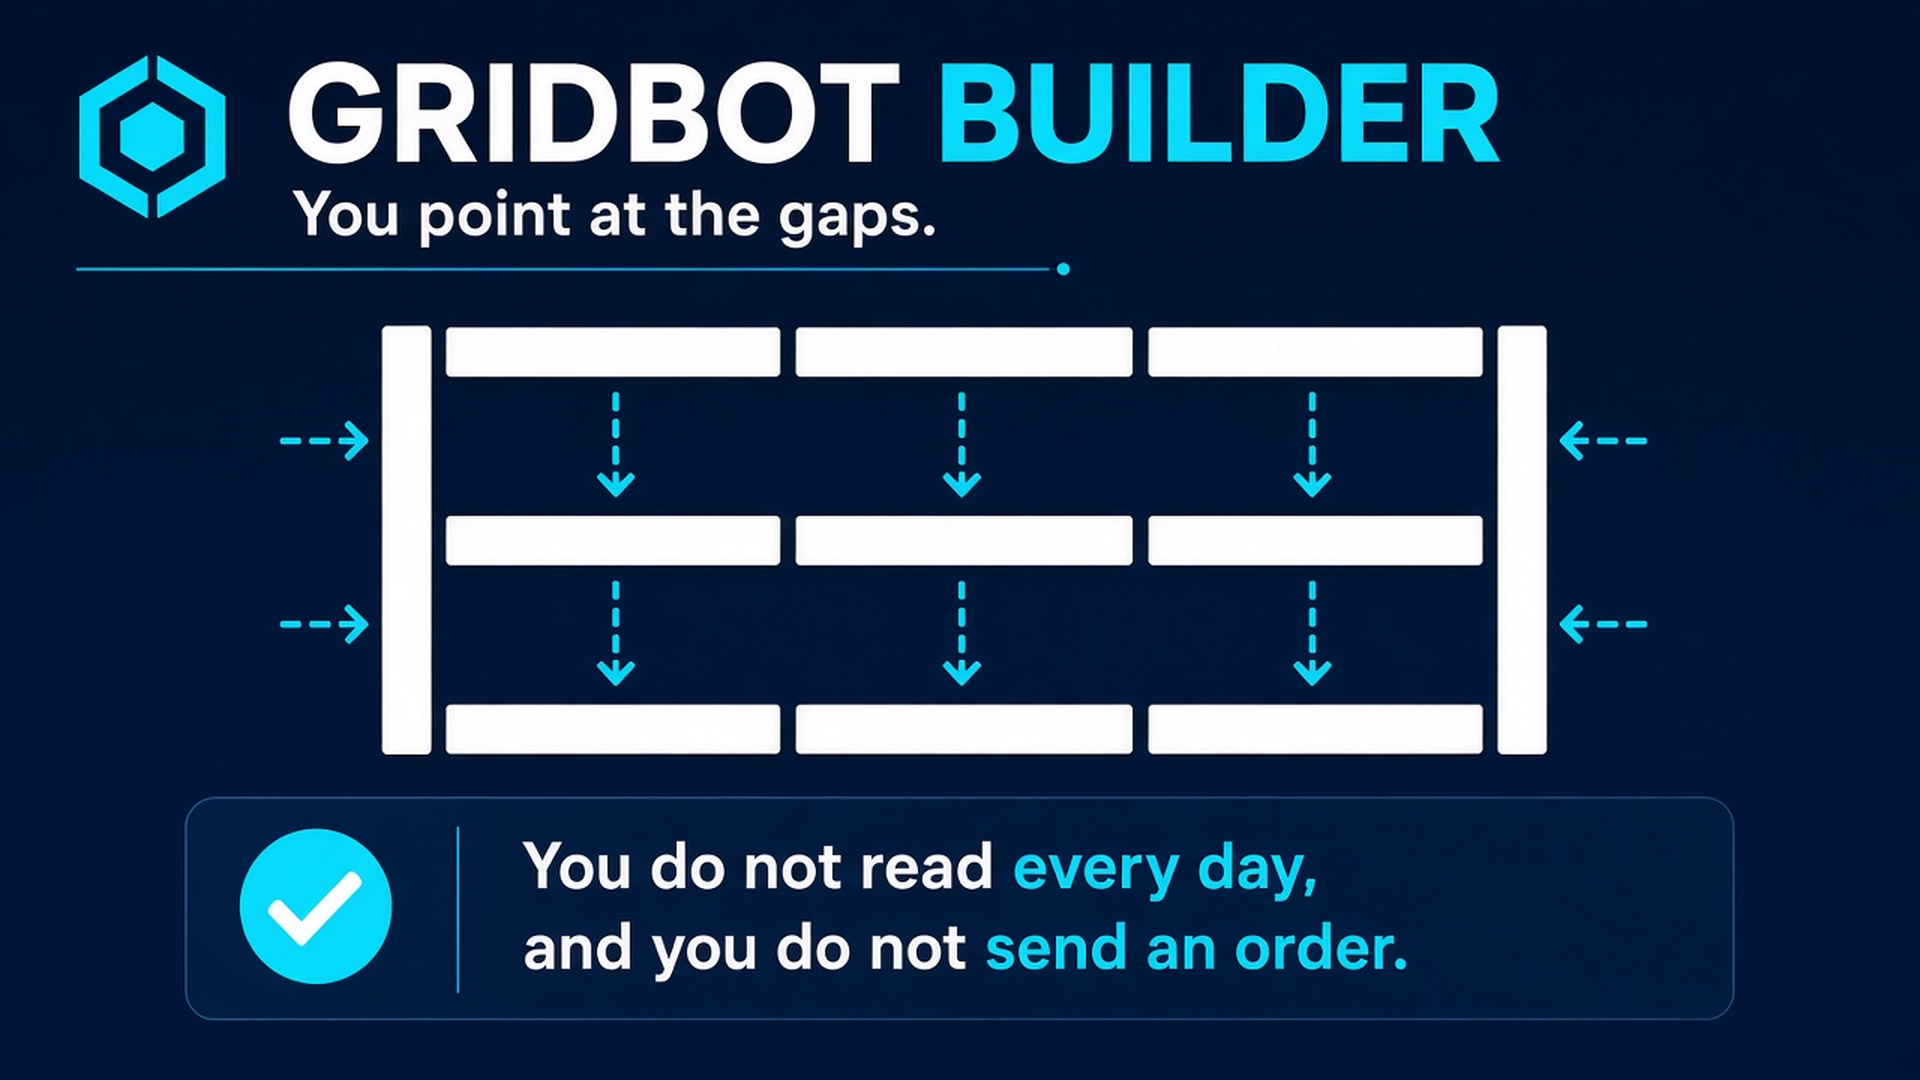 GRIDBOT BUILDER
You point at the gaps.
You do not read every day,
and you do not send an order.